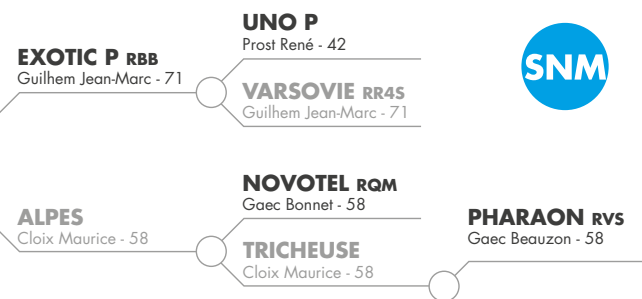 UNO P
Prost René - 42
EXOTIC P RBB
Guilhem Jean-Marc - 71
VARSOVIE RR4S
Guilhem Jean-Marc - 71
SNM
NOVOTEL RQM
Gaec Bonnet - 58
ALPES
Cloix Maurice - 58
TRICHEUSE
Cloix Maurice - 58
PHARAON RVS
Gaec Beauzon - 58